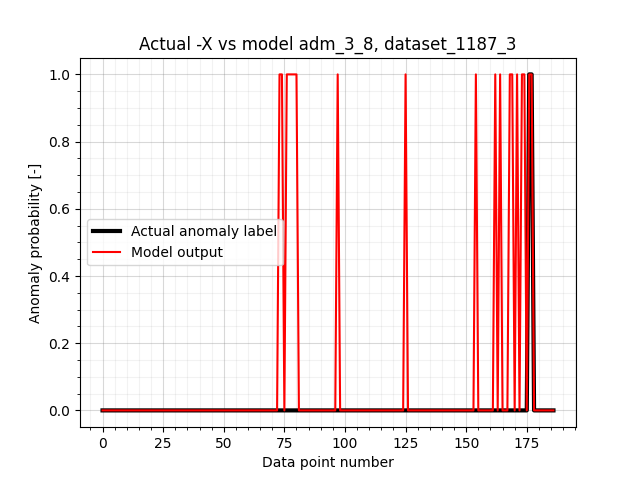 Actual -X vs model adm_3_8, dataset_1187_3
1.0
0.8
0.6
0.4
0.2
0.0
Anomaly probability [-]
Actual anomaly label
Model output
0 25 50 75 100 125 150 175
Data point number